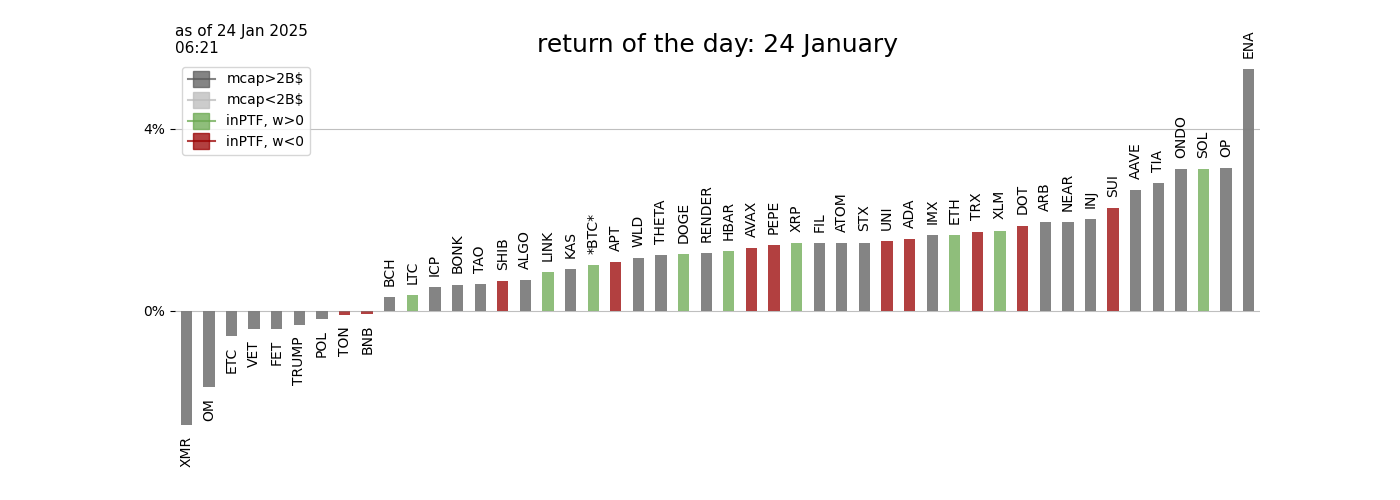 as of 24 Jan 2025
06:21
return of the day: 24 January
mcap>2B$
mcap<2B$
inPTF, w>0
inPTF, w<0
4%
0%
XMR
OM
ETC
VET
FET
TRUMP
POL
TON
BNB
BCH
LTC
ICP
BONK
TAO
SHIB
ALGO
LINK
KAS
*BTC*
APT
WLD
THETA
DOGE
RENDER
HBAR
AVAX
PEPE
XRP
FIL
ATOM
STX
UNI
ADA
IMX
ETH
TRX
XLM
DOT
ARB
NEAR
INJ
SUI
AAVE
TIA
ONDO
SOL
OP
ENA